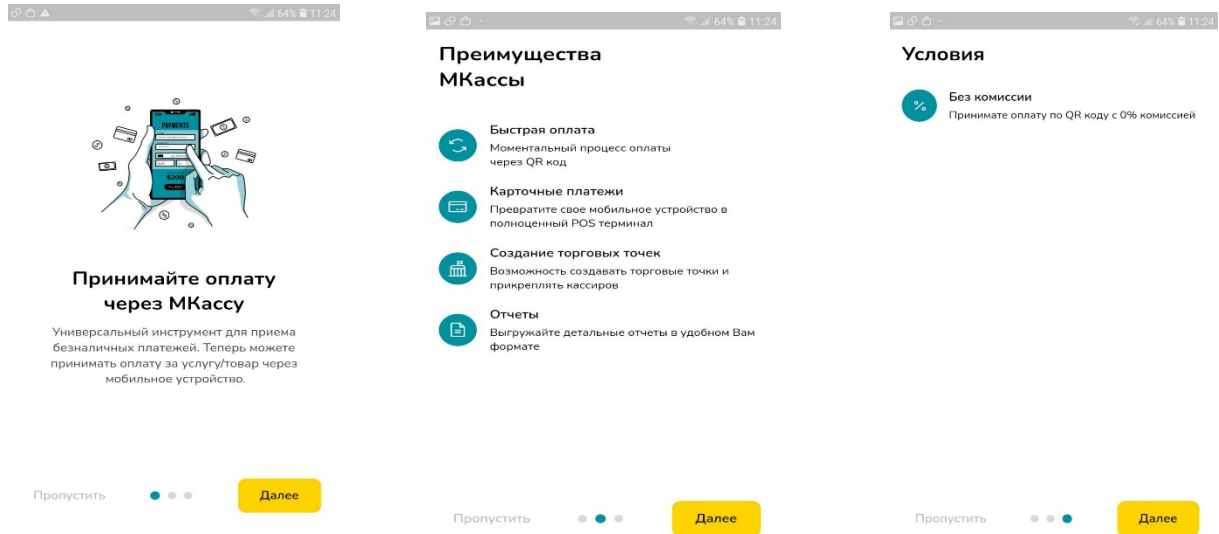 64% 11:24
PAYMENTS
$200
Принимайте оплату
через МКассу
Универсальный инструмент для приема
безналичных платежей. Теперь можете
принимать оплату за услугу/товар через
мобильное устройство.
Пропустить
Далее
64% 11:24
Преимущества
МКассы
Быстрая оплата
Моментальный процесс оплаты
через QR код
Карточные платежи
Превратите свое мобильное устройство в
полноценный POS терминал
Создание торговых точек
Возможность создавать торговые точки и
прикреплять кассиров
Отчеты
Выгружайте детальные отчеты в удобном Вам
формате
Пропустить
Далее
64% 11:24
Условия
Без комиссии
Принимате оплату по QR коду с 0% комиссией
Пропустить
Далее